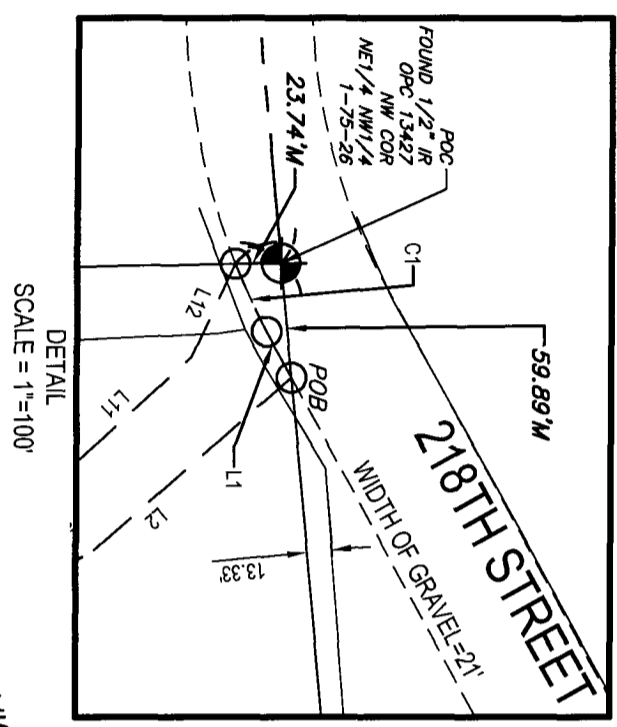 POC
FOUND 1/2" IR
OPC 13427
NW COR
NE1/4 NW1/4
1-75-26
23.74'M
C1
59.89'M
218TH STREET
WIDTH OF GRAVEL=21'
POB
L12
L11
L1
L2
13.33'
DETAIL
SCALE = 1"=100'